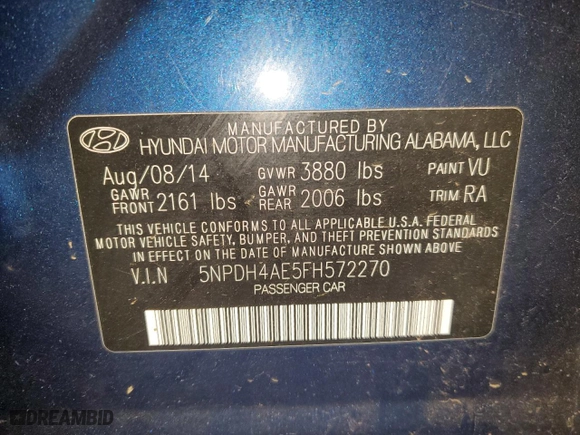 MANUFACTURED BY
HYUNDAI MOTOR MANUFACTURING ALABAMA, LLC
Aug/08/14 GVWR 3880 lbs PAINT VU
GAWR FRONT 2161 lbs GAWR REAR 2006 lbs TRIM RA
THIS VEHICLE CONFORMS TO ALL APPLICABLE U.S.A. FEDERAL
MOTOR VEHICLE SAFETY, BUMPER, AND THEFT PREVENTION
STANDARDS IN EFFECT ON THE DATE OF MANUFACTURE SHOWN
ABOVE.
V.I.N 5NPDH4AE5FH572270
PASSENGER CAR
DREAMBID